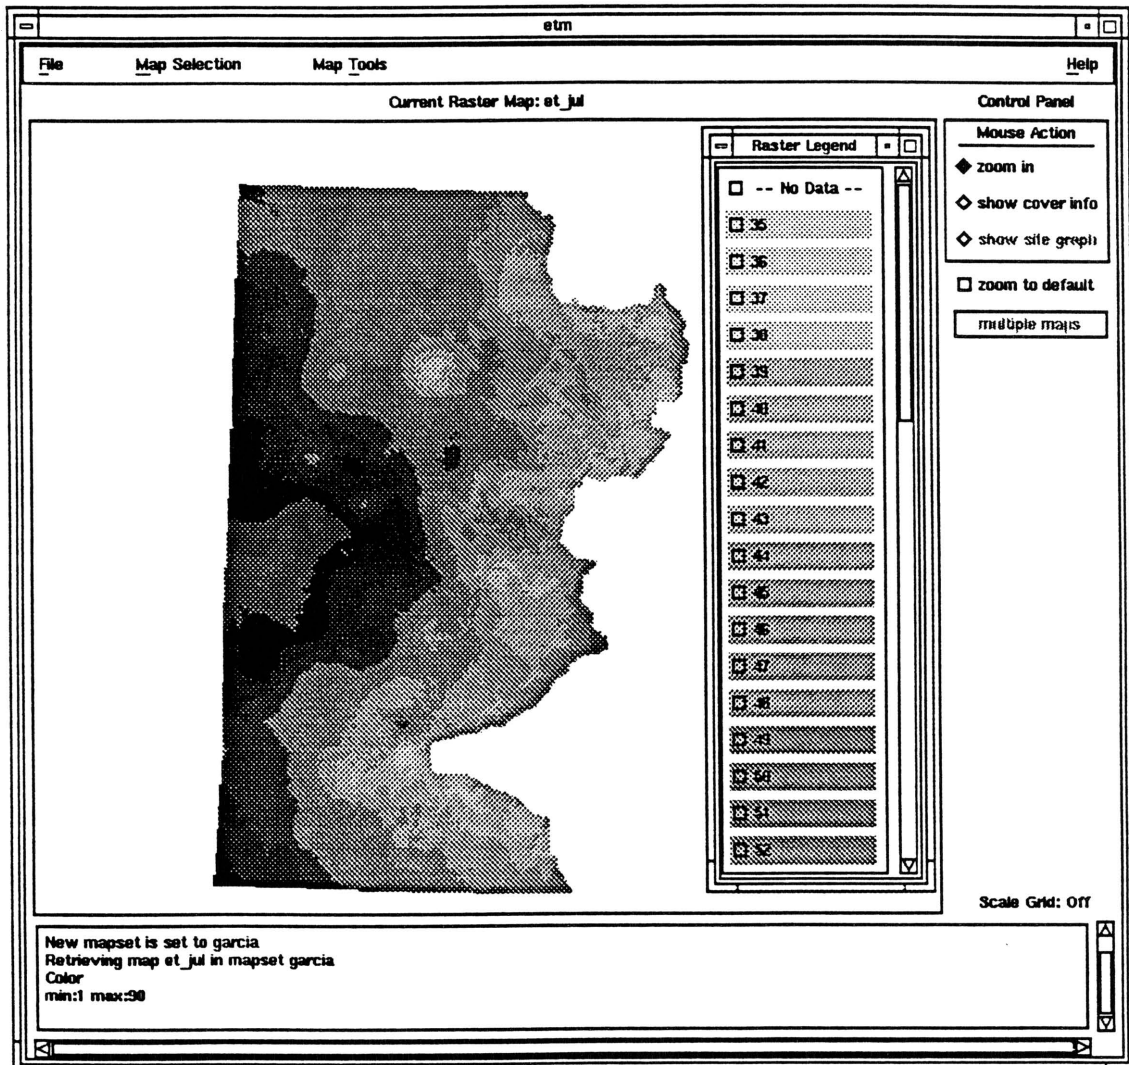 etm
File Map Selection Map Tools Help
Current Raster Map: et_jul
Control Panel
Mouse Action
zoom in
show cover info
show site graph
zoom to default
multiple maps
Raster Legend
-- No Data --
35
36
37
38
39
40
41
42
43
44
45
46
47
48
49
50
51
52
Scale Grid: Off
New mapset is set to garcia
Retrieving map et_jul in mapset garcia
Color
min:1 max:90